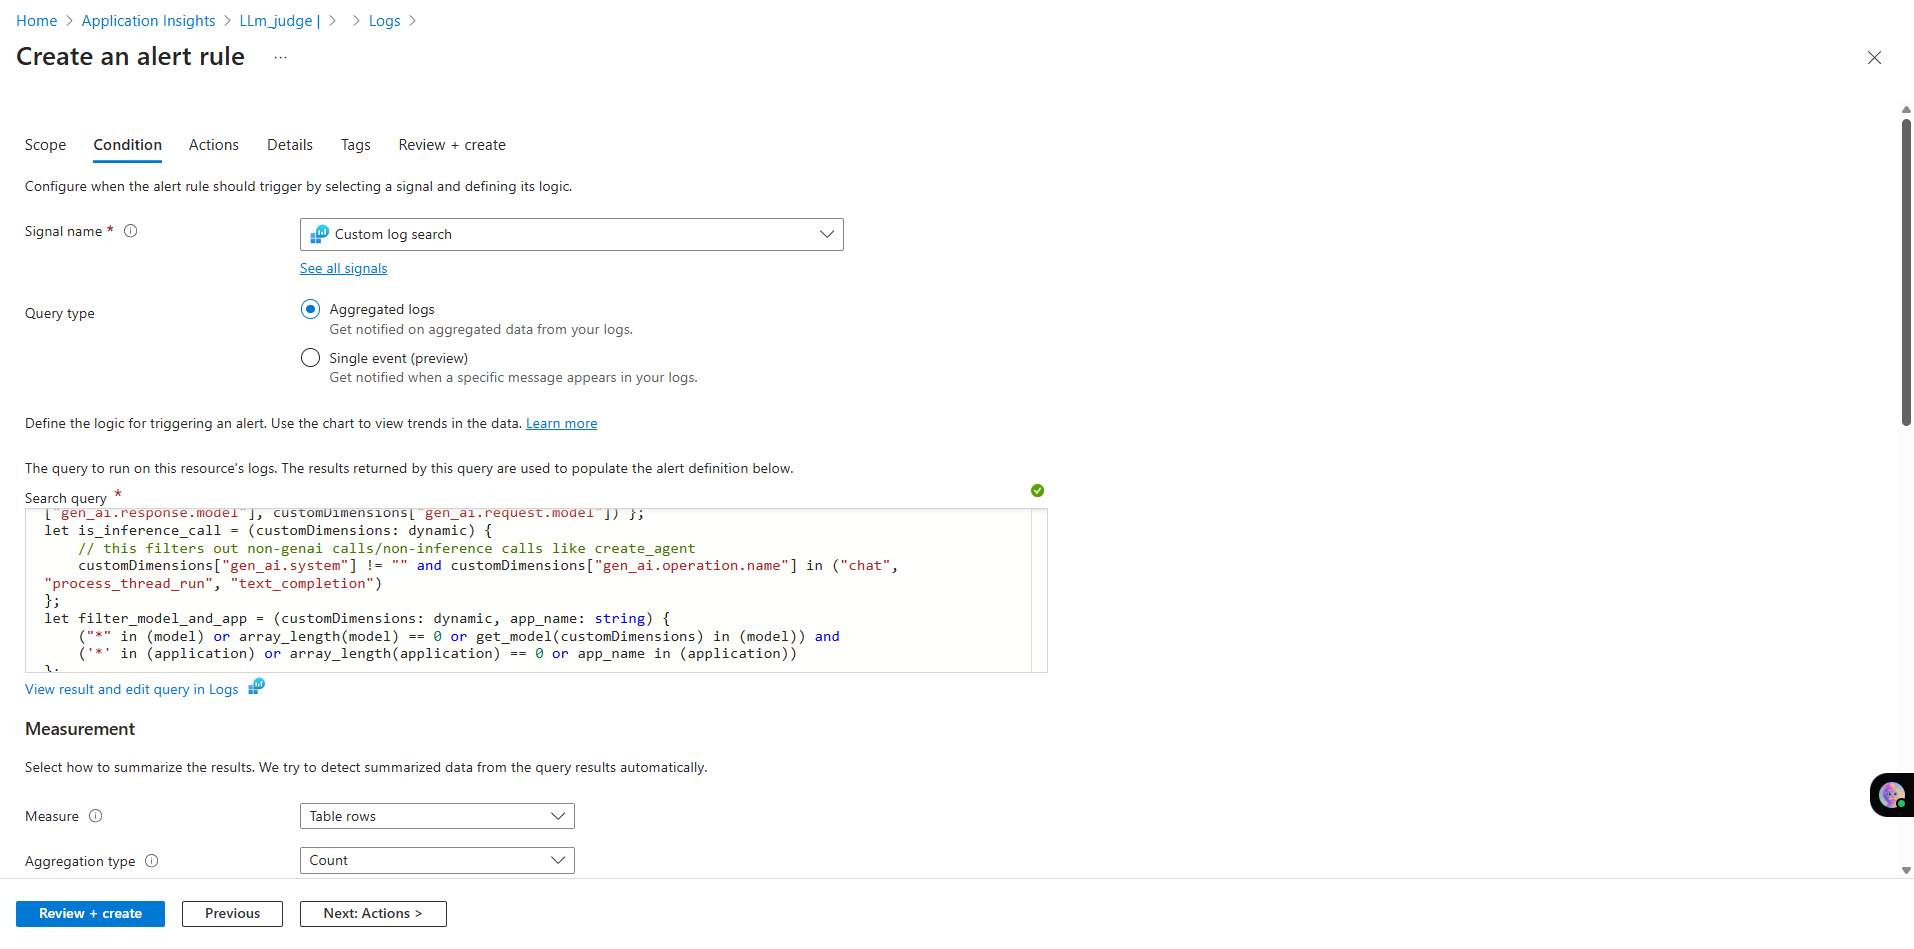 Home > Application Insights > LLm_judge | > > Logs >
Create an alert rule ...
Scope Condition Actions Details Tags Review + create
Configure when the alert rule should trigger by selecting a signal and defining its logic.
Signal name *
Custom log search
See all signals
Query type
Aggregated logs
Get notified on aggregated data from your logs.
Single event (preview)
Get notified when a specific message appears in your logs.
Define the logic for triggering an alert. Use the chart to view trends in the data. Learn more
The query to run on this resource's logs. The results returned by this query are used to populate the alert definition below.
Search query *
["gen_ai.response.model"], customDimensions["gen_ai.request.model"]) };
let is_inference_call = (customDimensions: dynamic) {
// this filters out non-genai calls/non-inference calls like create_agent
customDimensions["gen_ai.system"] != "" and customDimensions["gen_ai.operation.name"] in ("chat",
"process_thread_run", "text_completion")
};
let filter_model_and_app = (customDimensions: dynamic, app_name: string) {
("*" in (model) or array_length(model) == 0 or get_model(customDimensions) in (model)) and
('*' in (application) or array_length(application) == 0 or app_name in (application))
};
View result and edit query in Logs
Measurement
Select how to summarize the results. We try to detect summarized data from the query results automatically.
Measure
Table rows
Aggregation type
Count
Review + create Previous Next: Actions >